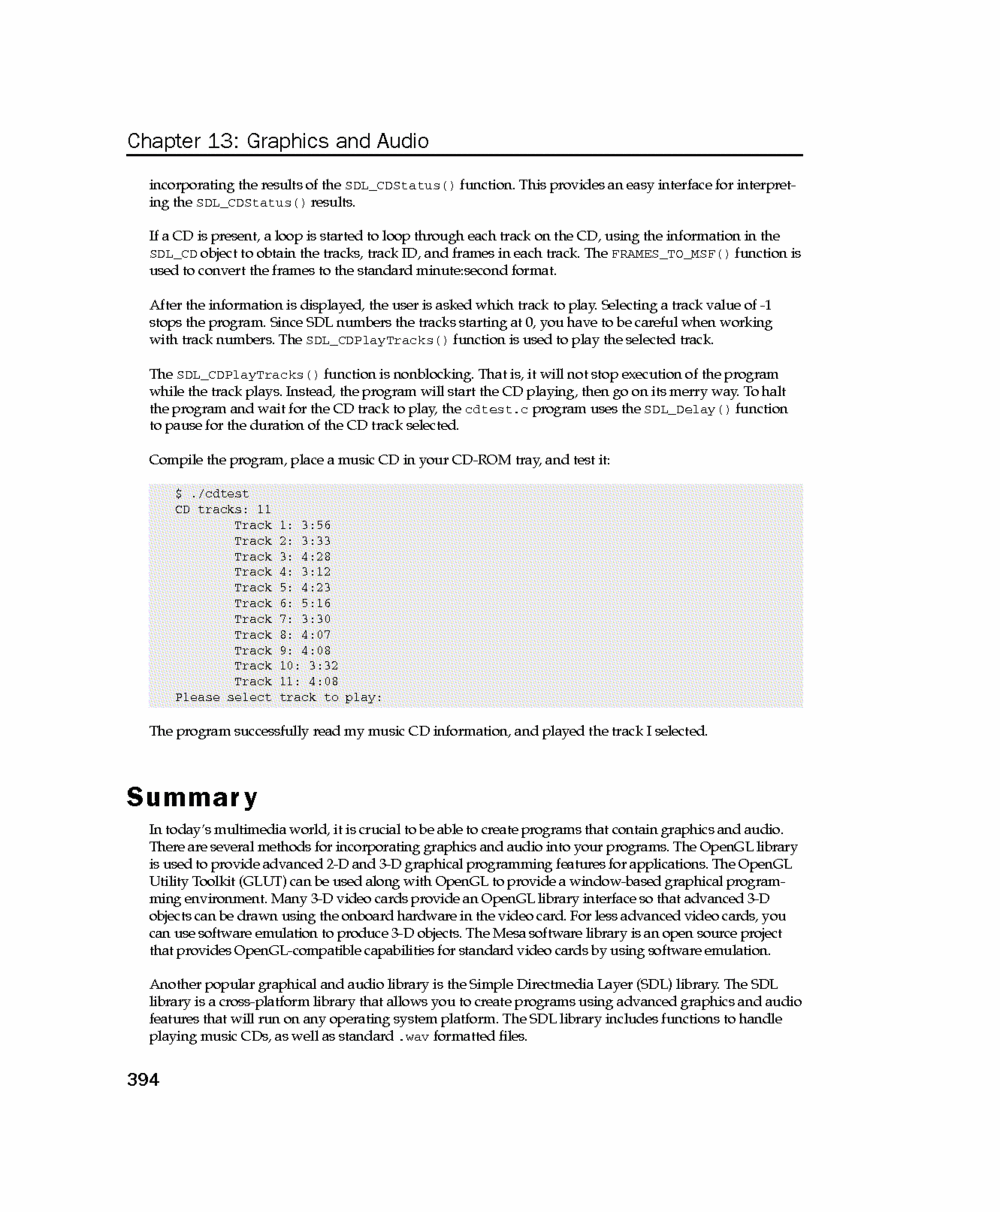 Chapter 13: Graphics and Audio
incorporating the results of the SDL_CDStatus() function. This provides an easy interface for interpret-
ing the SDL_CDStatus() results.
If a CD is present, a loop is started to loop through each track on the CD, using the information in the
SDL_CD object to obtain the tracks, track ID, and frames in each track. The FRAMES_TO_MSF() function is
used to convert the frames to the standard minute:second format.
After the information is displayed, the user is asked which track to play. Selecting a track value of -1
stops the program. Since SDL numbers the tracks starting at 0, you have to be careful when working
with track numbers. The SDL_CDPlayTracks() function is used to play the selected track.
The SDL_CDPlayTracks() function is nonblocking. That is, it will not stop execution of the program
while the track plays. Instead, the program will start the CD playing, then go on its merry way. To halt
the program and wait for the CD track to play, the cdtest.c program uses the SDL_Delay() function
to pause for the duration of the CD track selected.
Compile the program, place a music CD in your CD-ROM tray, and test it:
$ ./cdtest
CD tracks: 11
Track 1: 3:56
Track 2: 3:33
Track 3: 4:28
Track 4: 3:12
Track 5: 4:23
Track 6: 5:16
Track 7: 3:30
Track 8: 4:07
Track 9: 4:08
Track 10: 3:32
Track 11: 4:08
Please select track to play:
The program successfully read my music CD information, and played the track I selected.
Summary
In today's multimedia world, it is crucial to be able to create programs that contain graphics and audio.
There are several methods for incorporating graphics and audio into your programs. The OpenGL library
is used to provide advanced 2-D and 3-D graphical programming features for applications. The OpenGL
Utility Toolkit (GLUT) can be used along with OpenGL to provide a window-based graphical program-
ming environment. Many 3-D video cards provide an OpenGL library interface so that advanced 3-D
objects can be drawn using the onboard hardware in the video card. For less advanced video cards, you
can use software emulation to produce 3-D objects. The Mesa software library is an open source project
that provides OpenGL-compatible capabilities for standard video cards by using software emulation.
Another popular graphical and audio library is the Simple Directmedia Layer (SDL) library. The SDL
library is a cross-platform library that allows you to create programs using advanced graphics and audio
features that will run on any operating system platform. The SDL library includes functions to handle
playing music CDs, as well as standard .wav formatted files.
394